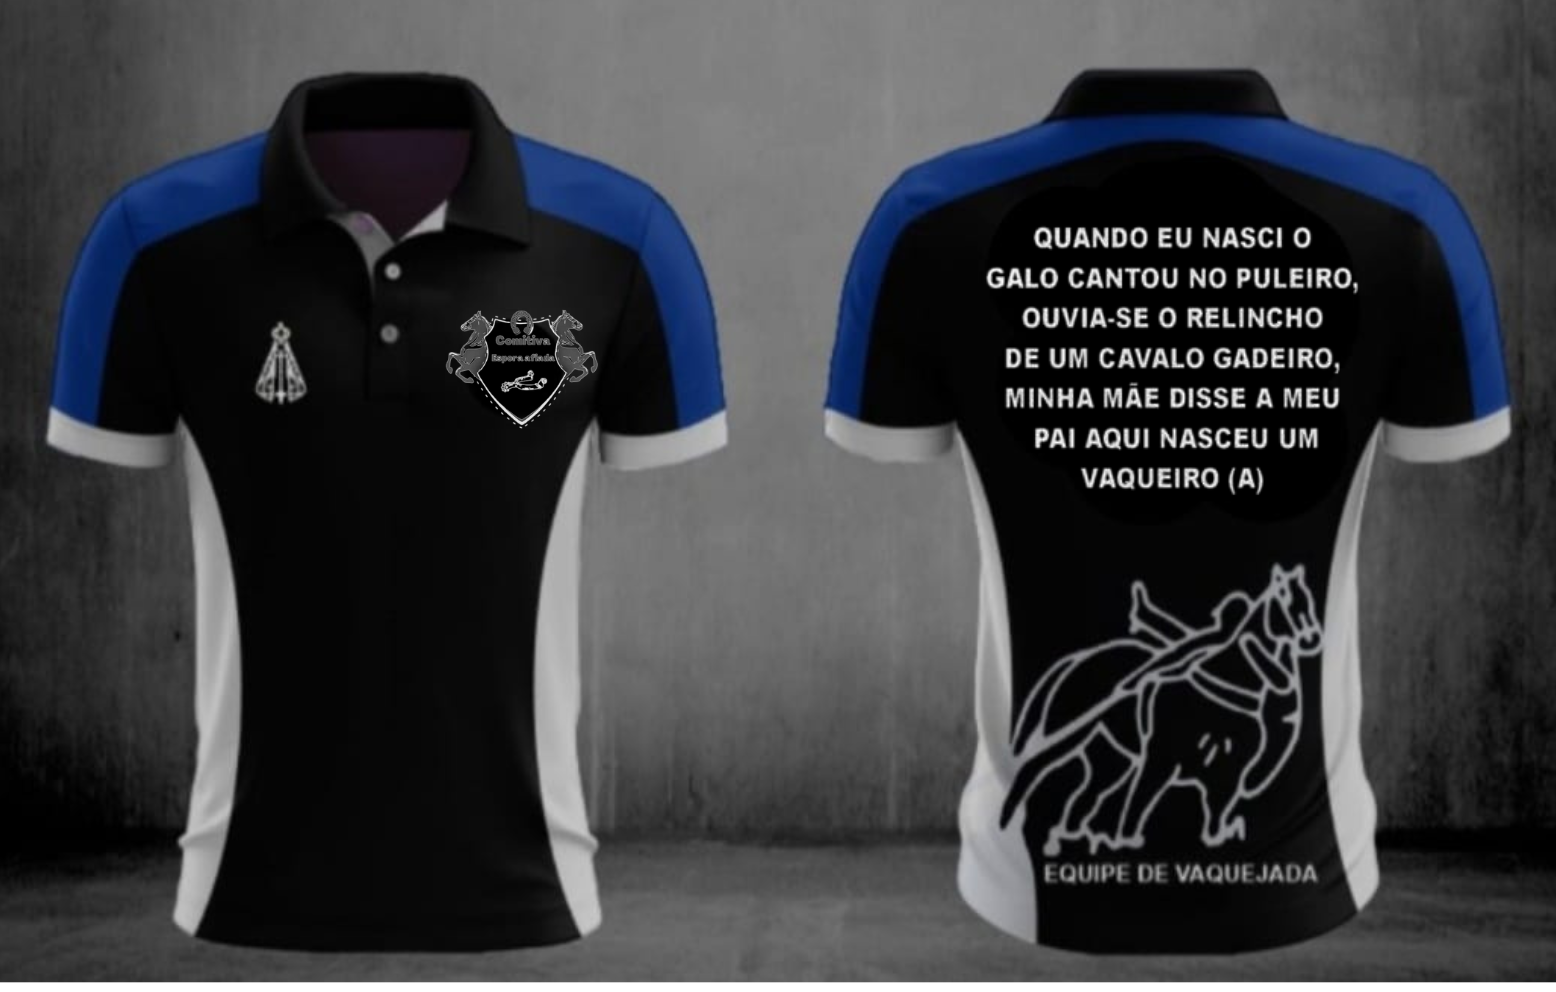 Comitiva
Espora afiada
QUANDO EU NASCI O
GALO CANTOU NO PULEIRO,
OUVIA-SE O RELINCHO
DE UM CAVALO GADEIRO,
MINHA MÃE DISSE A MEU
PAI AQUI NASCEU UM
VAQUEIRO (A)
EQUIPE DE VAQUEJADA